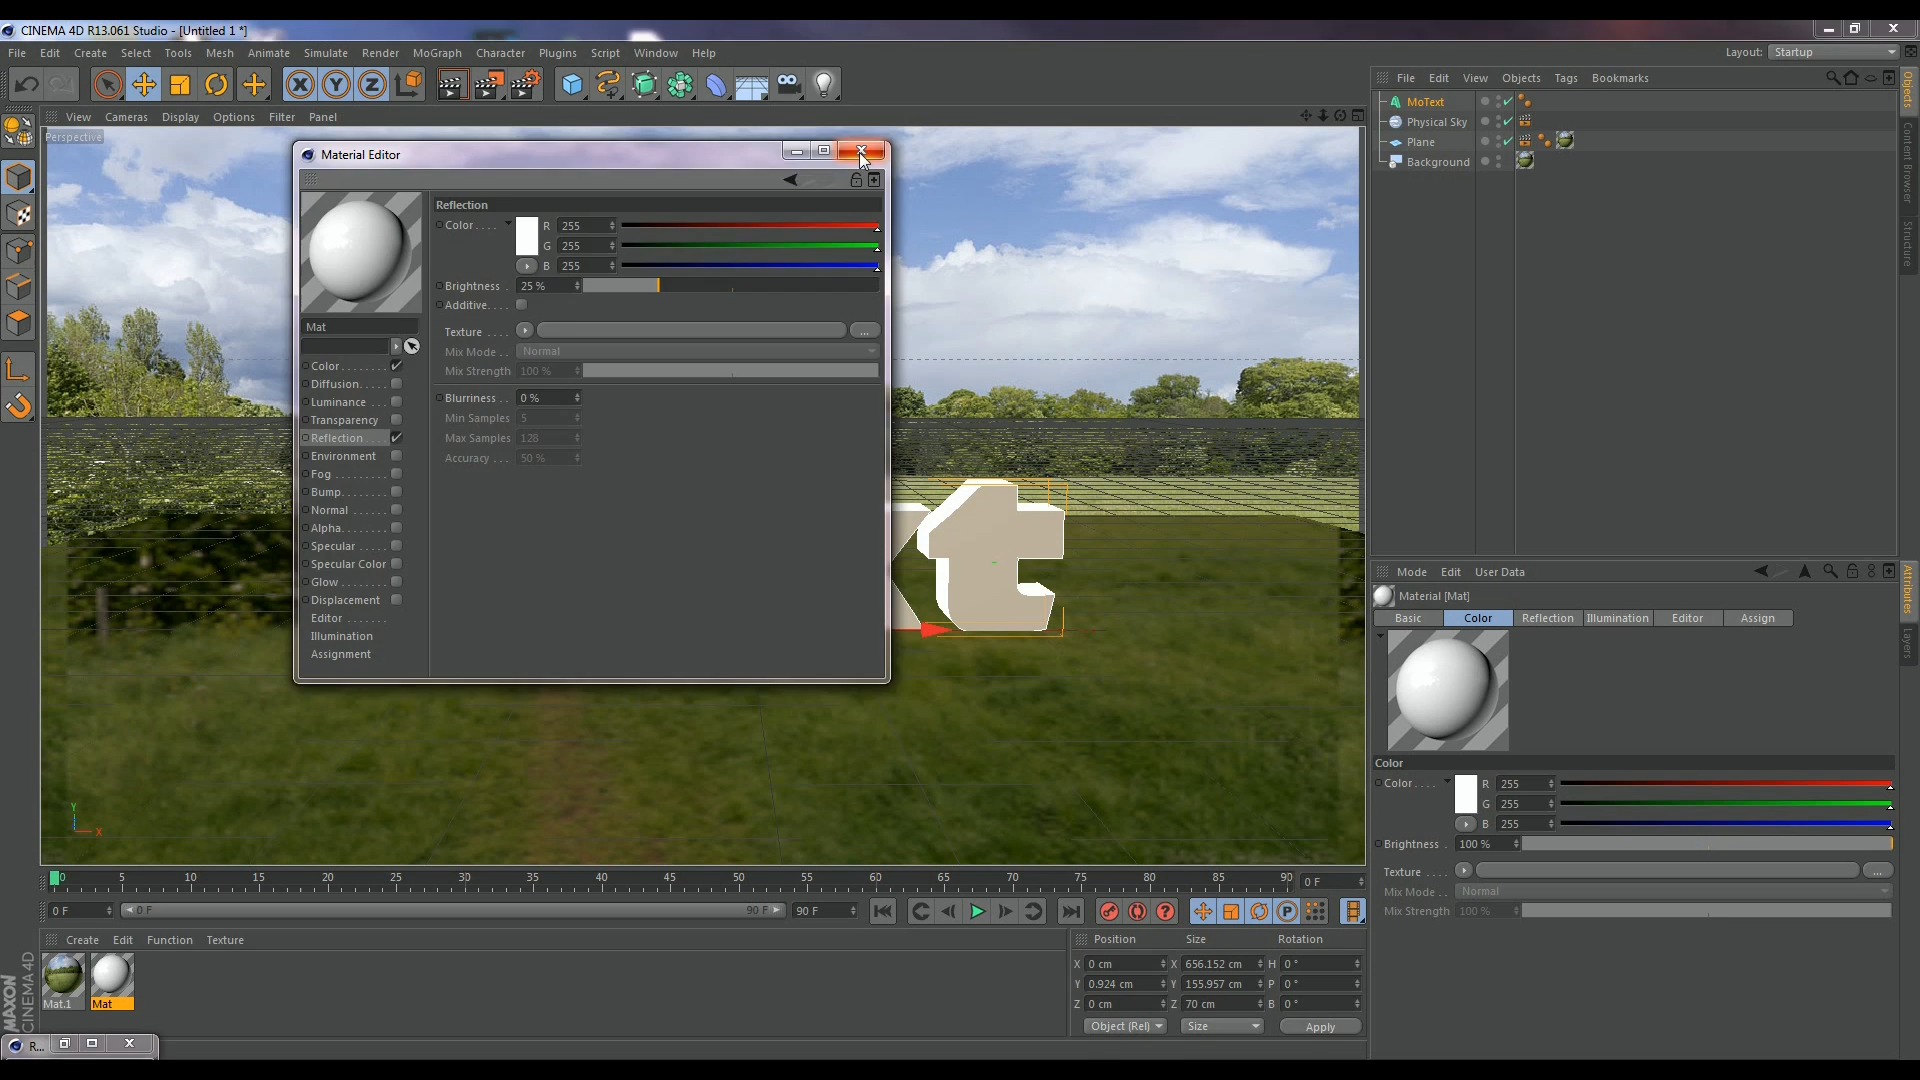 CINEMA 4D R13.061 Studio - [Untitled 1 *]
File Edit Create Select Tools Mesh Animate Simulate Render MoGraph Character Plugins Script Window Help
Layout: Startup
File Edit View Objects Tags Bookmarks
MoText
Physical Sky
Plane
Background
Objects
Content Browser
Structure
View Cameras Display Options Filter Panel
Perspective
Material Editor
Mat
Color........
Diffusion.....
Luminance ...
Transparency
Reflection ....
Environment
Fog .........
Bump........
Normal ......
Alpha........
Specular .....
Specular Color
Glow ........
Displacement
Editor .......
Illumination
Assignment
Reflection
Color.... R 255
G 255
B 255
Brightness . 25 %
Additive....
Texture .... ...
Mix Mode .. Normal
Mix Strength 100 %
Blurriness .. 0 %
Min Samples 5
Max Samples 128
Accuracy ... 50 %
t
Y
X
Mode Edit User Data
Material [Mat]
Basic Color Reflection Illumination Editor Assign
Attributes
Layers
Color
Color.... R 255
G 255
B 255
Brightness . 100 %
Texture .... ...
Mix Mode .. Normal
Mix Strength 100 %
0 5 10 15 20 25 30 35 40 45 50 55 60 65 70 75 80 85 90 0 F
0 F 0 F 90 F 90 F
P
Create Edit Function Texture
Mat.1 Mat
MAXON
CINEMA 4D
Position Size Rotation
X 0 cm X 656.152 cm H 0 °
Y 0.924 cm Y 155.957 cm P 0 °
Z 0 cm Z 70 cm B 0 °
Object (Rel) Size Apply
R...